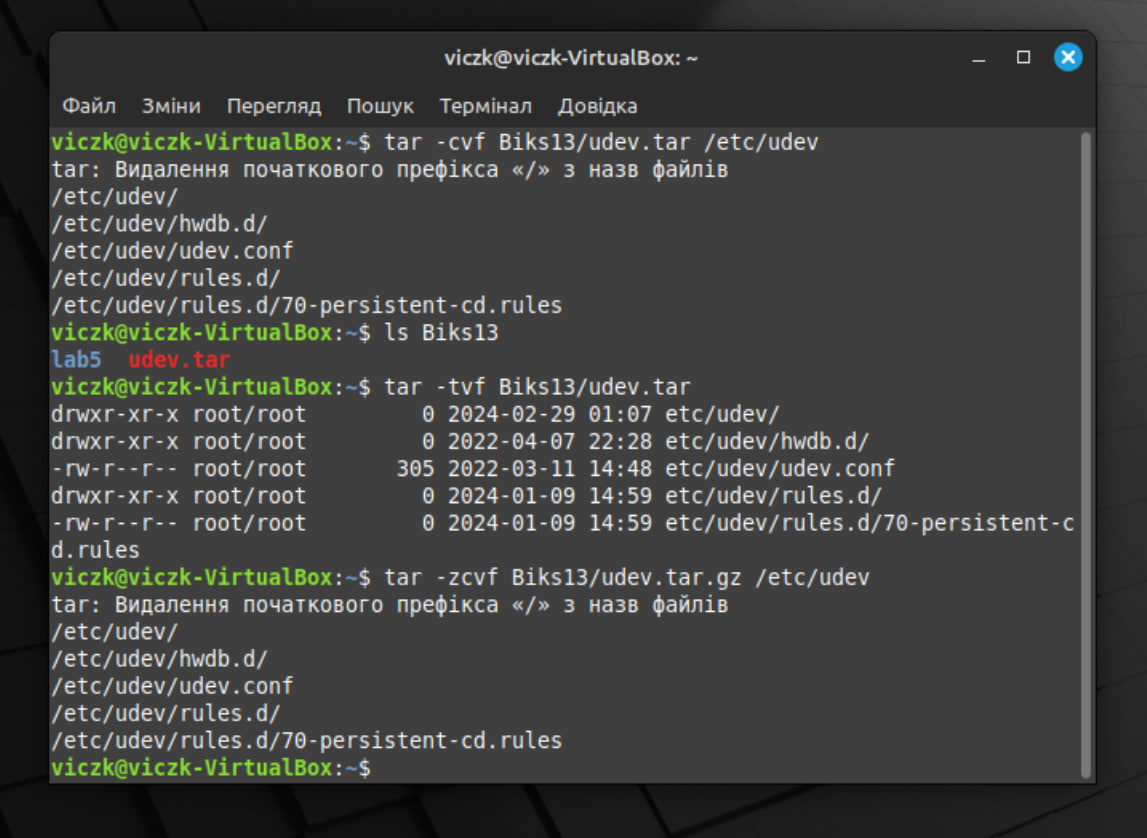 viczk@viczk-VirtualBox: ~
Файл Зміни Перегляд Пошук Термінал Довідка
viczk@viczk-VirtualBox:~$ tar -cvf Biks13/udev.tar /etc/udev
tar: Видалення початкового префікса «/» з назв файлів
/etc/udev/
/etc/udev/hwdb.d/
/etc/udev/udev.conf
/etc/udev/rules.d/
/etc/udev/rules.d/70-persistent-cd.rules
viczk@viczk-VirtualBox:~$ ls Biks13
lab5  udev.tar
viczk@viczk-VirtualBox:~$ tar -tvf Biks13/udev.tar
drwxr-xr-x root/root         0 2024-02-29 01:07 etc/udev/
drwxr-xr-x root/root         0 2022-04-07 22:28 etc/udev/hwdb.d/
-rw-r--r-- root/root       305 2022-03-11 14:48 etc/udev/udev.conf
drwxr-xr-x root/root         0 2024-01-09 14:59 etc/udev/rules.d/
-rw-r--r-- root/root         0 2024-01-09 14:59 etc/udev/rules.d/70-persistent-c
d.rules
viczk@viczk-VirtualBox:~$ tar -zcvf Biks13/udev.tar.gz /etc/udev
tar: Видалення початкового префікса «/» з назв файлів
/etc/udev/
/etc/udev/hwdb.d/
/etc/udev/udev.conf
/etc/udev/rules.d/
/etc/udev/rules.d/70-persistent-cd.rules
viczk@viczk-VirtualBox:~$